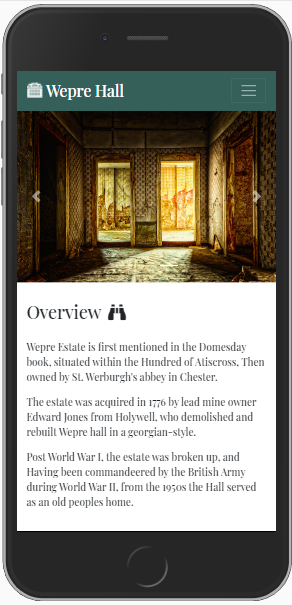 Wepre Hall
Overview
Wepre Estate is first mentioned in the Domesday
book, situated within the Hundred of Atiscross, Then
owned by St. Werburgh's abbey in Chester.
The estate was acquired in 1776 by lead mine owner
Edward Jones from Holywell, who demolished and
rebuilt Wepre hall in a georgian-style.
Post World War I, the estate was broken up, and
Having been commandeered by the British Army
during World War II, from the 1950s the Hall served
as an old peoples home.